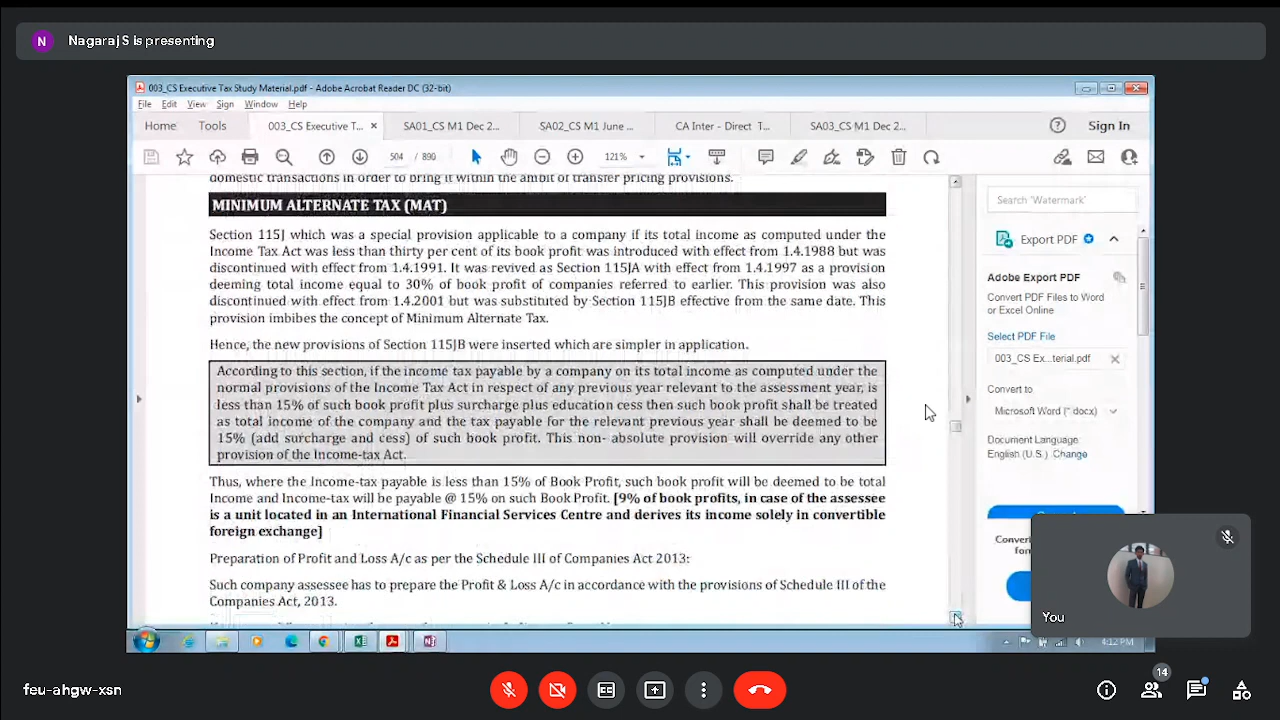 N Nagaraj S is presenting
003_CS Executive Tax Study Material.pdf - Adobe Acrobat Reader DC (32-bit)
File Edit View Sign Window Help
Home Tools 003_CS Executive T... × SA01_CS M1 Dec 2... SA02_CS M1 June ... CA Inter - Direct T... SA03_CS M1 Dec 2... Sign In
504 / 890 121%
domestic transactions in order to bring it within the ambit of transfer pricing provisions.
MINIMUM ALTERNATE TAX (MAT)
Section 115J which was a special provision applicable to a company if its total income as computed under the
Income Tax Act was less than thirty per cent of its book profit was introduced with effect from 1.4.1988 but was
discontinued with effect from 1.4.1991. It was revived as Section 115JA with effect from 1.4.1997 as a provision
deeming total income equal to 30% of book profit of companies referred to earlier. This provision was also
discontinued with effect from 1.4.2001 but was substituted by Section 115JB effective from the same date. This
provision imbibes the concept of Minimum Alternate Tax.
Hence, the new provisions of Section 115JB were inserted which are simpler in application.
According to this section, if the income tax payable by a company on its total income as computed under the
normal provisions of the Income Tax Act in respect of any previous year relevant to the assessment year, is
less than 15% of such book profit plus surcharge plus education cess then such book profit shall be treated
as total income of the company and the tax payable for the relevant previous year shall be deemed to be
15% (add surcharge and cess) of such book profit. This non- absolute provision will override any other
provision of the Income-tax Act.
Thus, where the Income-tax payable is less than 15% of Book Profit, such book profit will be deemed to be total
Income and Income-tax will be payable @ 15% on such Book Profit. [9% of book profits, in case of the assessee
is a unit located in an International Financial Services Centre and derives its income solely in convertible
foreign exchange]
Preparation of Profit and Loss A/c as per the Schedule III of Companies Act 2013:
Such company assessee has to prepare the Profit & Loss A/c in accordance with the provisions of Schedule III of the
Companies Act, 2013.
Search 'Watermark'
Export PDF
Adobe Export PDF
Convert PDF Files to Word
or Excel Online
Select PDF File
003_CS Ex...terial.pdf ×
Convert to
Microsoft Word (*.docx)
Document Language:
English (U.S.) Change
You
4:12 PM
feu-ahgw-xsn
14